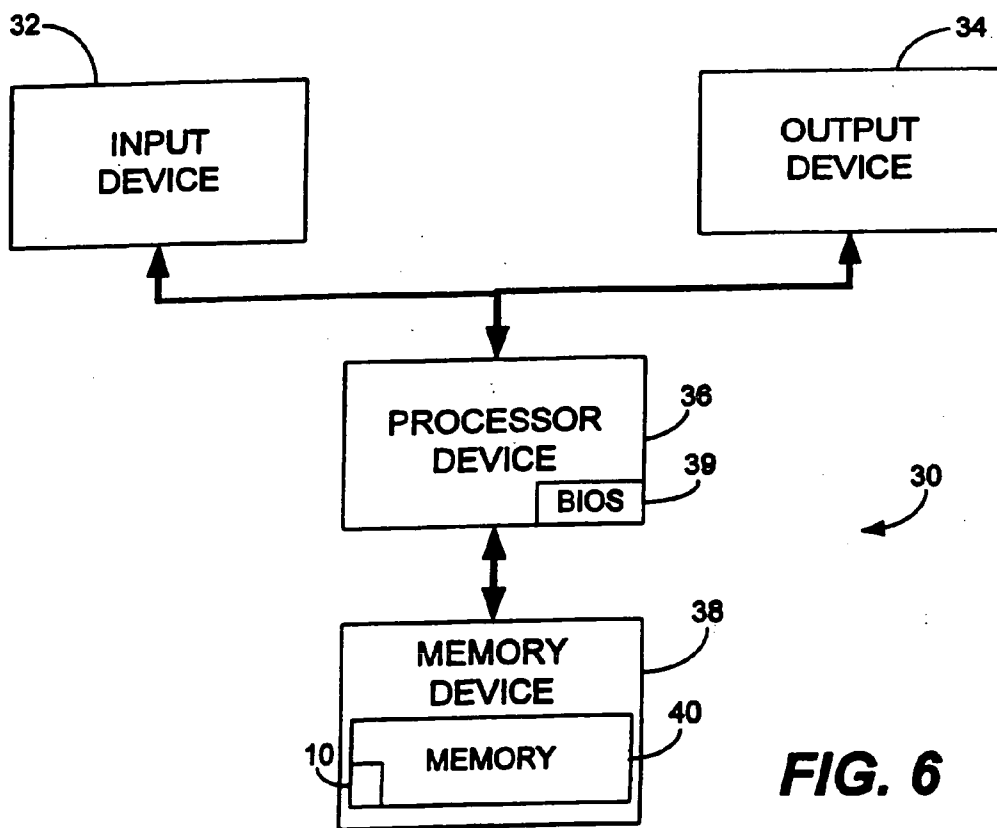 32
34
INPUT
DEVICE
OUTPUT
DEVICE
PROCESSOR
DEVICE
36
39
BIOS
30
MEMORY
DEVICE
38
10
MEMORY
40
FIG. 6